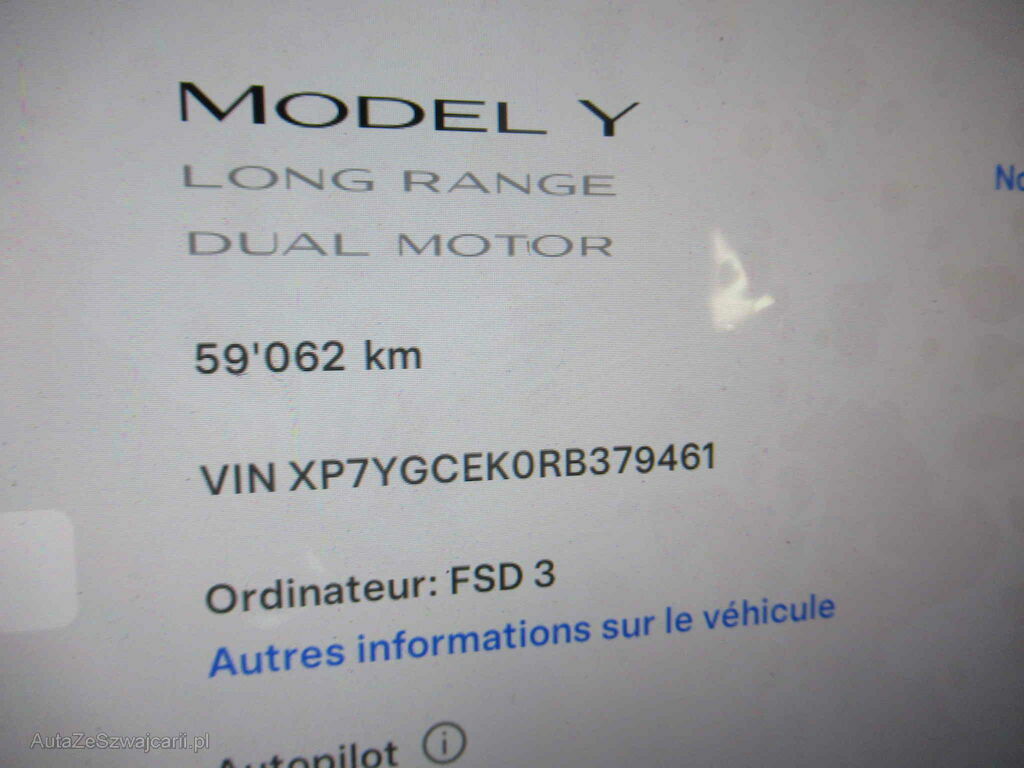 MODEL Y
LONG RANGE
DUAL MOTOR
59'062 km
VIN XP7YGCEK0RB379461
Ordinateur: FSD 3
Autres informations sur le véhicule
Autopilot
AutaZeSzwajcarii.pl